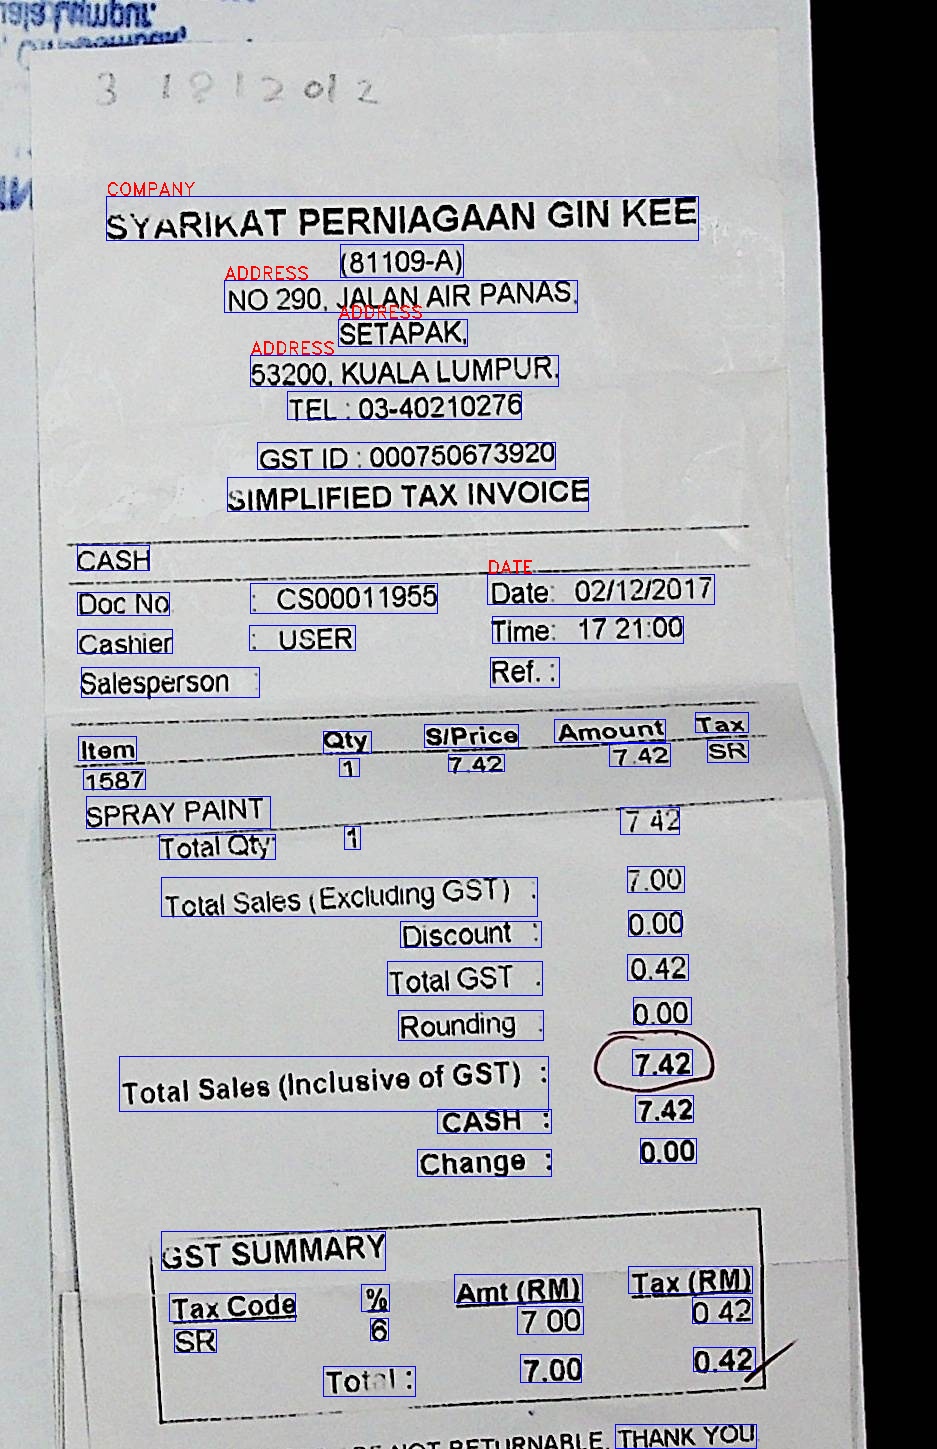 3 1812012
COMPANY
SYARIKAT PERNIAGAAN GIN KEE
(81109-A)
ADDRESS
NO 290, JALAN AIR PANAS,
ADDRESS
SETAPAK,
ADDRESS
53200, KUALA LUMPUR.
TEL : 03-40210276
GST ID : 000750673920
SIMPLIFIED TAX INVOICE
CASH
DATE
Doc No : CS00011955 Date: 02/12/2017
Cashier : USER Time: 17 21:00
Salesperson : Ref. :
Item Qty S/Price Amount Tax
1587 1 7.42 7.42 SR
SPRAY PAINT
Total Qty: 1 7 42
Total Sales (Excluding GST) : 7.00
Discount : 0.00
Total GST : 0.42
Rounding : 0.00
Total Sales (Inclusive of GST) : 7.42
CASH : 7.42
Change : 0.00
GST SUMMARY
Tax Code % Amt (RM) Tax (RM)
SR 6 7 00 0 42
Total : 7.00 0.42
NOT RETURNABLE, THANK YOU